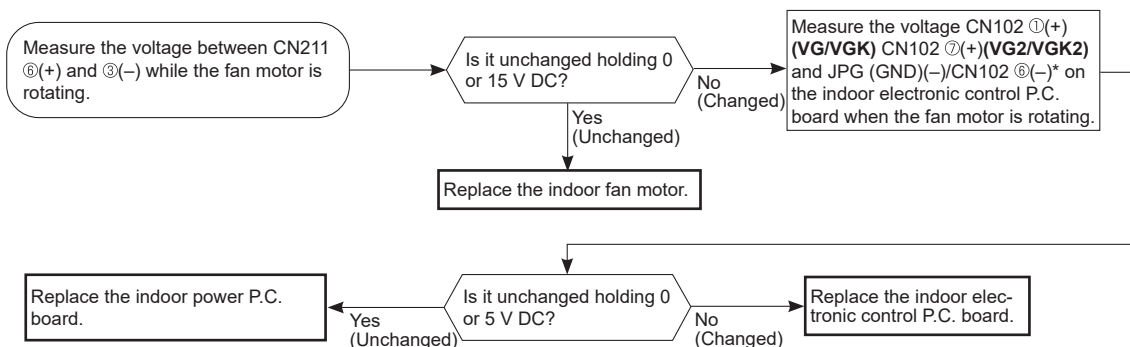 Measure the voltage between CN211
⑥(+) and ③(–) while the fan motor is
rotating.
Is it unchanged holding 0
or 15 V DC?
No
(Changed)
Measure the voltage CN102 ①(+)
(VG/VGK) CN102 ⑦(+)(VG2/VGK2)
and JPG (GND)(–)/CN102 ⑥(–)* on
the indoor electronic control P.C.
board when the fan motor is rotating.
Yes
(Unchanged)
Replace the indoor fan motor.
Replace the indoor power P.C.
board.
Yes
(Unchanged)
Is it unchanged holding 0
or 5 V DC?
No
(Changed)
Replace the indoor elec-
tronic control P.C. board.